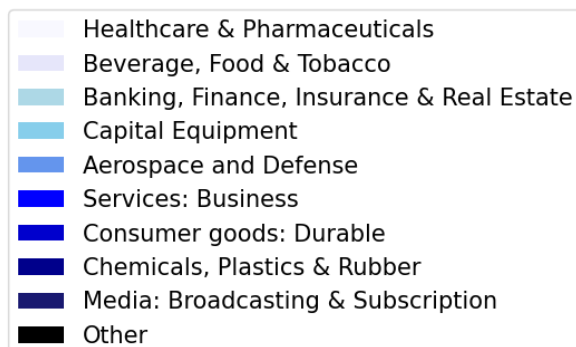 Healthcare & Pharmaceuticals
Beverage, Food & Tobacco
Banking, Finance, Insurance & Real Estate
Capital Equipment
Aerospace and Defense
Services: Business
Consumer goods: Durable
Chemicals, Plastics & Rubber
Media: Broadcasting & Subscription
Other